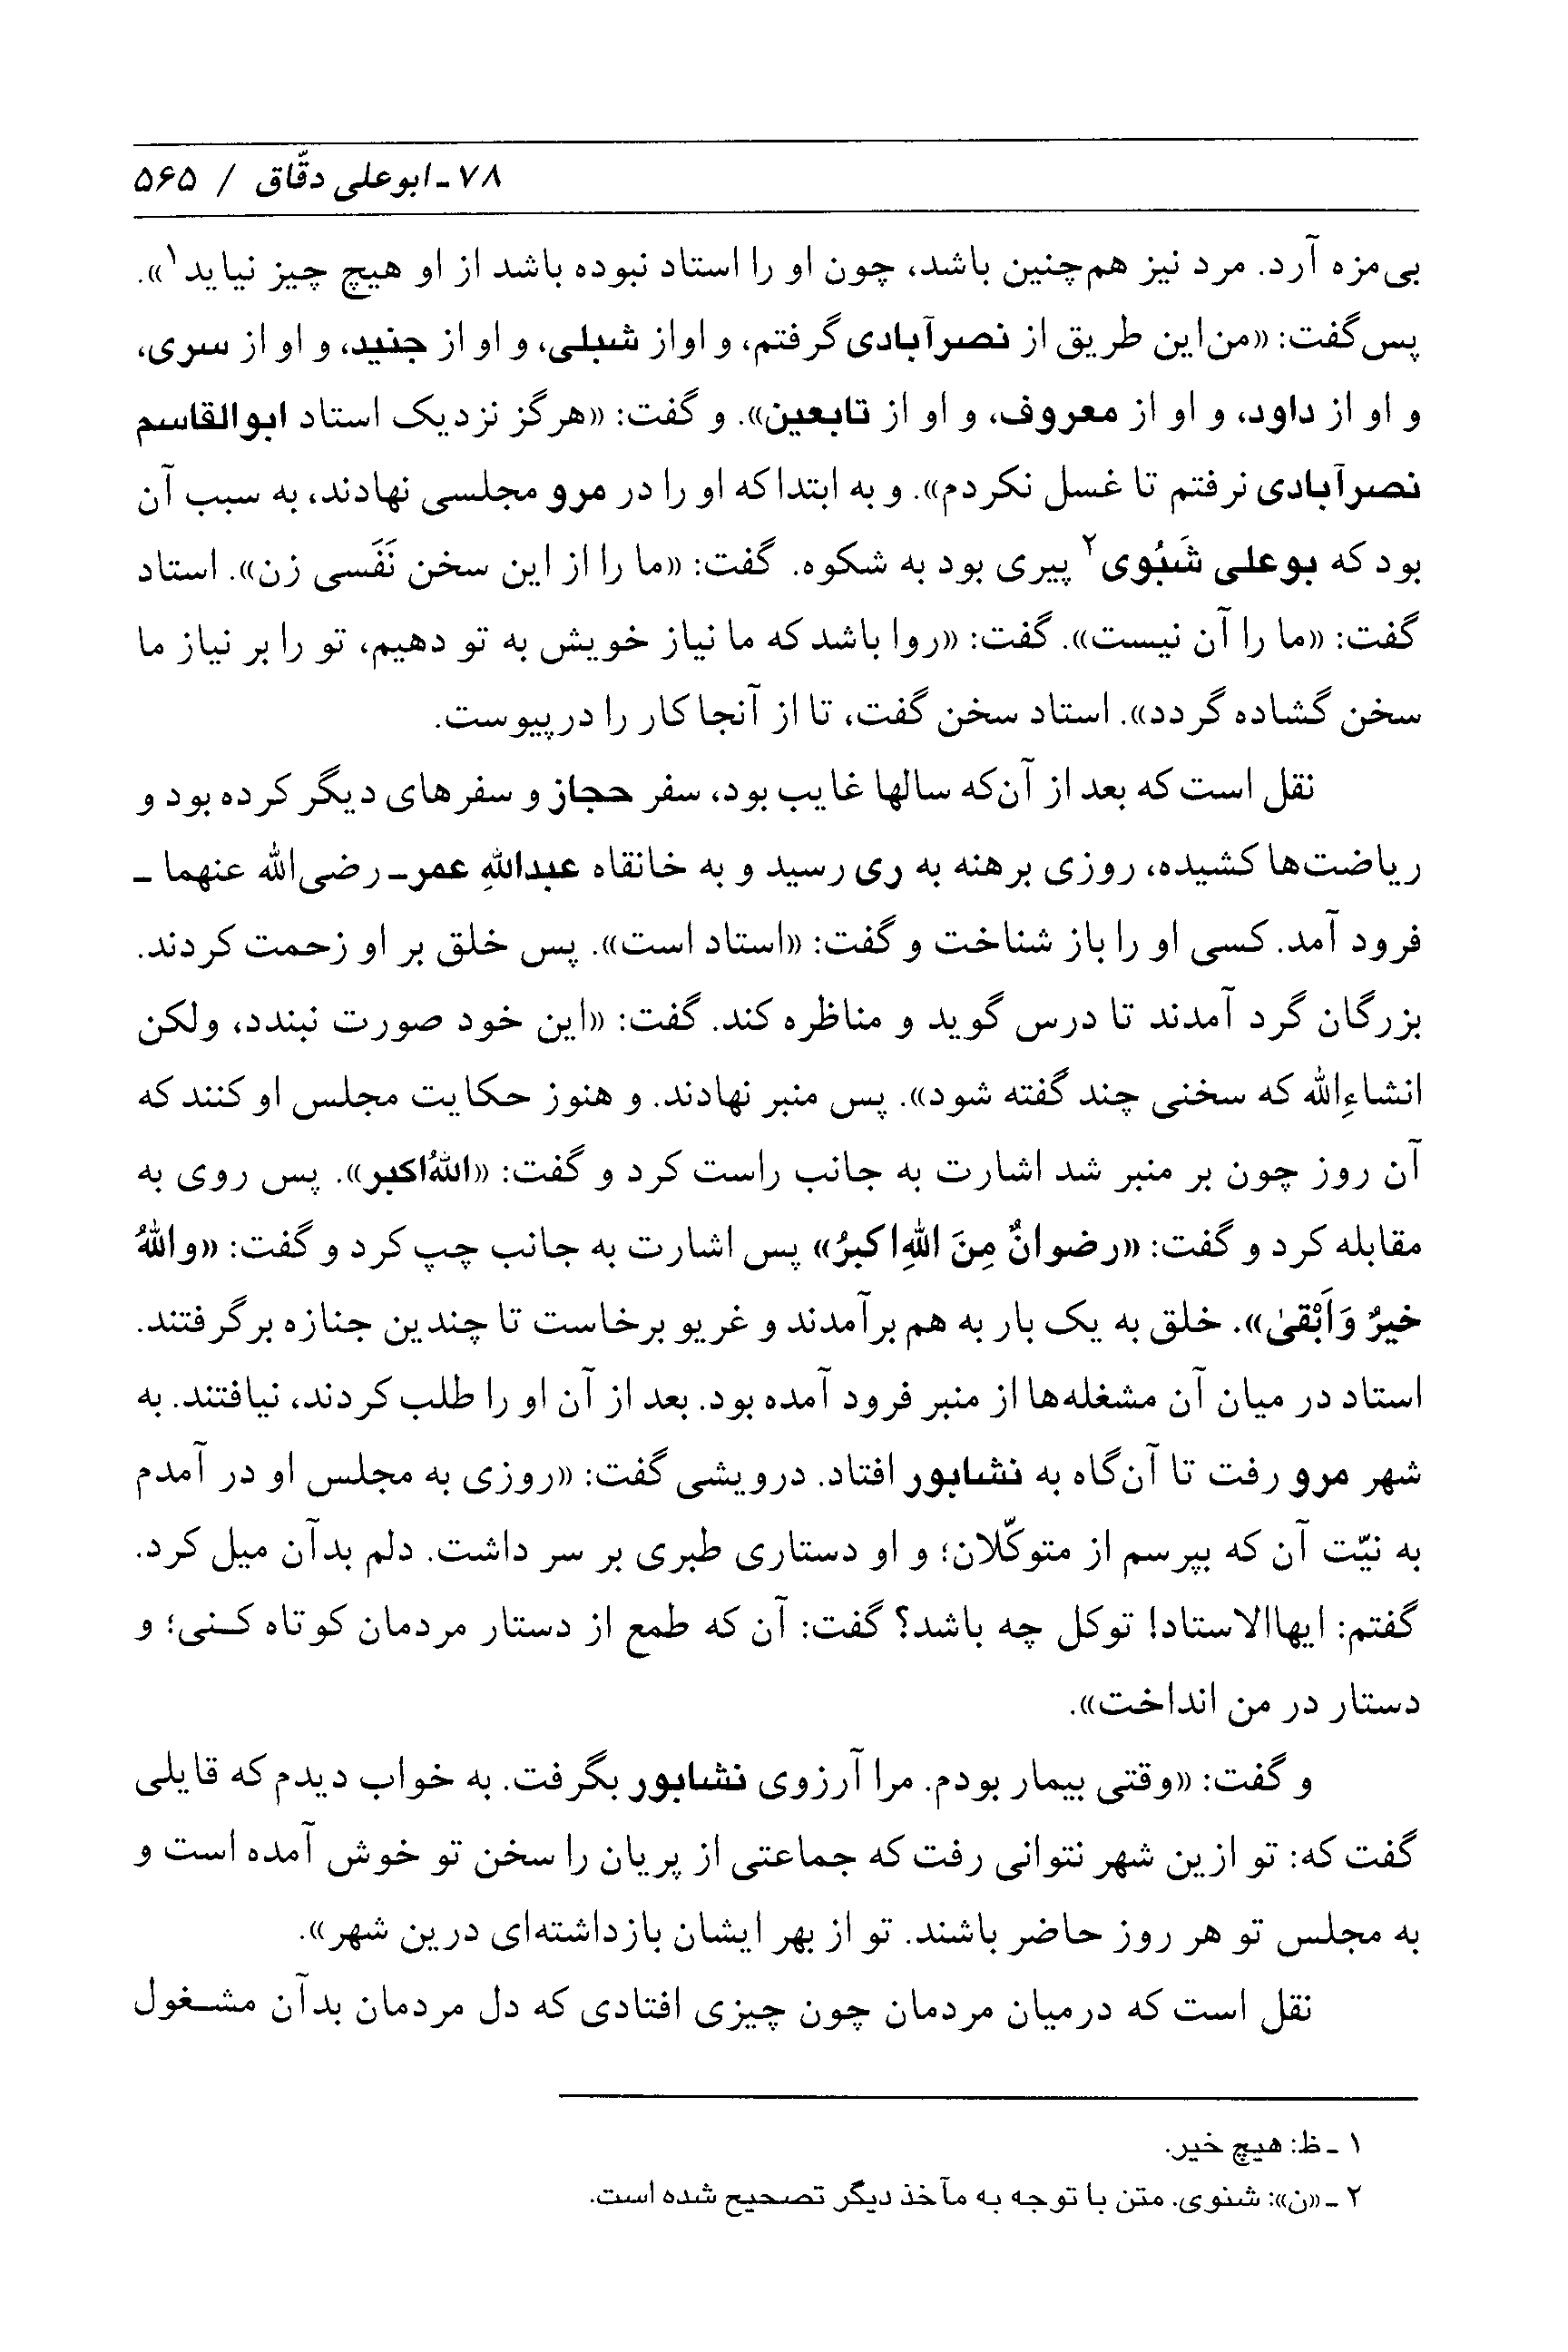 ۷۸ـ ابوعلی دقّاق / ۵۶۵
بی‌مزه آرد. مرد نیز هم‌چنین باشد، چون او را استاد نبوده باشد از او هیچ چیز نیاید۱».
پس گفت: «من این طریق از نصرآبادی گرفتم، و او از شبلی، و او از جنید، و او از سری،
و او از داود، و او از معروف، و او از تابعین». و گفت: «هرگز نزدیک استاد ابوالقاسم
نصرآبادی نرفتم تا غسل نکردم». و به ابتدا که او را در مرو مجلسی نهادند، به سبب آن
بود که بوعلی شَبُوی۲ پیری بود به شکوه. گفت: «ما را از این سخن نَفَسی زن». استاد
گفت: «ما را آن نیست». گفت: «روا باشد که ما نیاز خویش به تو دهیم، تو را بر نیاز ما
سخن گشاده گردد». استاد سخن گفت، تا از آنجا کار را درپیوست.
نقل است که بعد از آن‌که سالها غایب بود، سفر حجاز و سفرهای دیگر کرده بود و
ریاضت‌ها کشیده، روزی برهنه به ری رسید و به خانقاه عبداللهِ عمر ـ رضی‌الله عنهما ـ
فرود آمد. کسی او را باز شناخت و گفت: «استاد است». پس خلق بر او زحمت کردند.
بزرگان گرد آمدند تا درس گوید و مناظره کند. گفت: «این خود صورت نبندد، ولکن
انشاءِالله که سخنی چند گفته شود». پس منبر نهادند. و هنوز حکایت مجلس او کنند که
آن روز چون بر منبر شد اشارت به جانب راست کرد و گفت: «اللهُ‌اکبر». پس روی به
مقابله کرد و گفت: «رضوانٌ مِنَ اللهِ اکبرُ» پس اشارت به جانب چپ کرد و گفت: «واللهُ
خیرٌ وَاَبْقیٰ». خلق به یک بار به هم برآمدند و غریو برخاست تا چندین جنازه برگرفتند.
استاد در میان آن مشغله‌ها از منبر فرود آمده بود. بعد از آن او را طلب کردند، نیافتند. به
شهر مرو رفت تا آن‌گاه به نشابور افتاد. درویشی گفت: «روزی به مجلس او در آمدم
به نیّت آن که بپرسم از متوکّلان؛ و او دستاری طبری بر سر داشت. دلم بدآن میل کرد.
گفتم: ایهاالاستاد! توکل چه باشد؟ گفت: آن که طمع از دستار مردمان کوتاه کـنی؛ و
دستار در من انداخت».
و گفت: «وقتی بیمار بودم. مرا آرزوی نشابور بگرفت. به خواب دیدم که قایلی
گفت که: تو ازین شهر نتوانی رفت که جماعتی از پریان را سخن تو خوش آمده است و
به مجلس تو هر روز حاضر باشند. تو از بهر ایشان بازداشته‌ای درین شهر».
نقل است که درمیان مردمان چون چیزی افتادی که دل مردمان بدآن مشـغول
۱ ـ ظ: هیچ خیر.
۲ ـ «ن»: شنوی. متن با توجه به مآخذ دیگر تصحیح شده است.